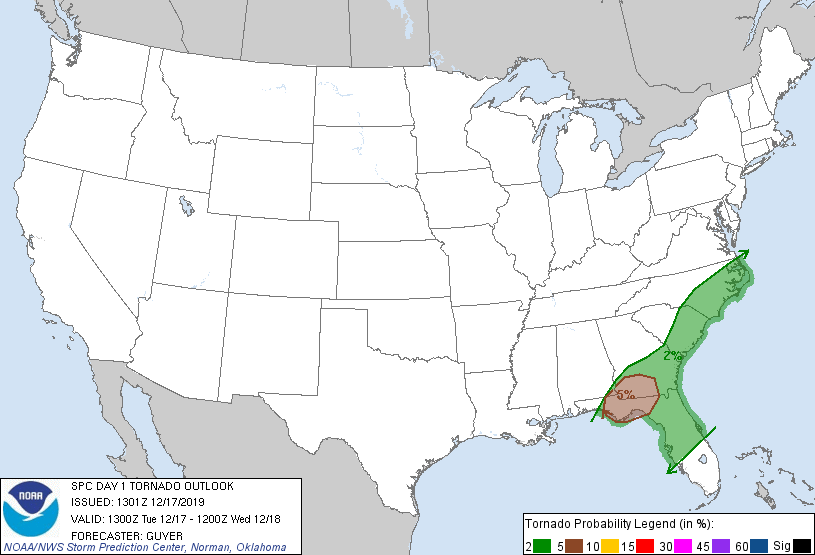 2%
5%
NOAA
SPC DAY 1 TORNADO OUTLOOK
ISSUED: 1301Z 12/17/2019
VALID: 1300Z Tue 12/17 - 1200Z Wed 12/18
FORECASTER: GUYER
NOAA/NWS Storm Prediction Center, Norman, Oklahoma
Tornado Probability Legend (in %):
2 5 10 15 30 45 60 Sig